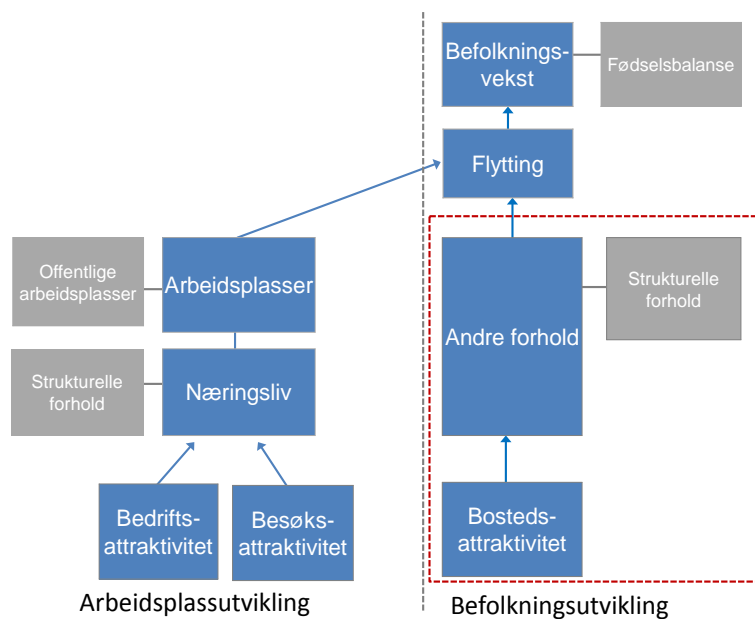 Befolknings-
vekst
Fødselsbalanse
Flytting
Offentlige
arbeidsplasser
Arbeidsplasser
Strukturelle
forhold
Andre forhold
Strukturelle
forhold
Næringsliv
Bedrifts-
attraktivitet
Besøks-
attraktivitet
Bosteds-
attraktivitet
Arbeidsplassutvikling
Befolkningsutvikling